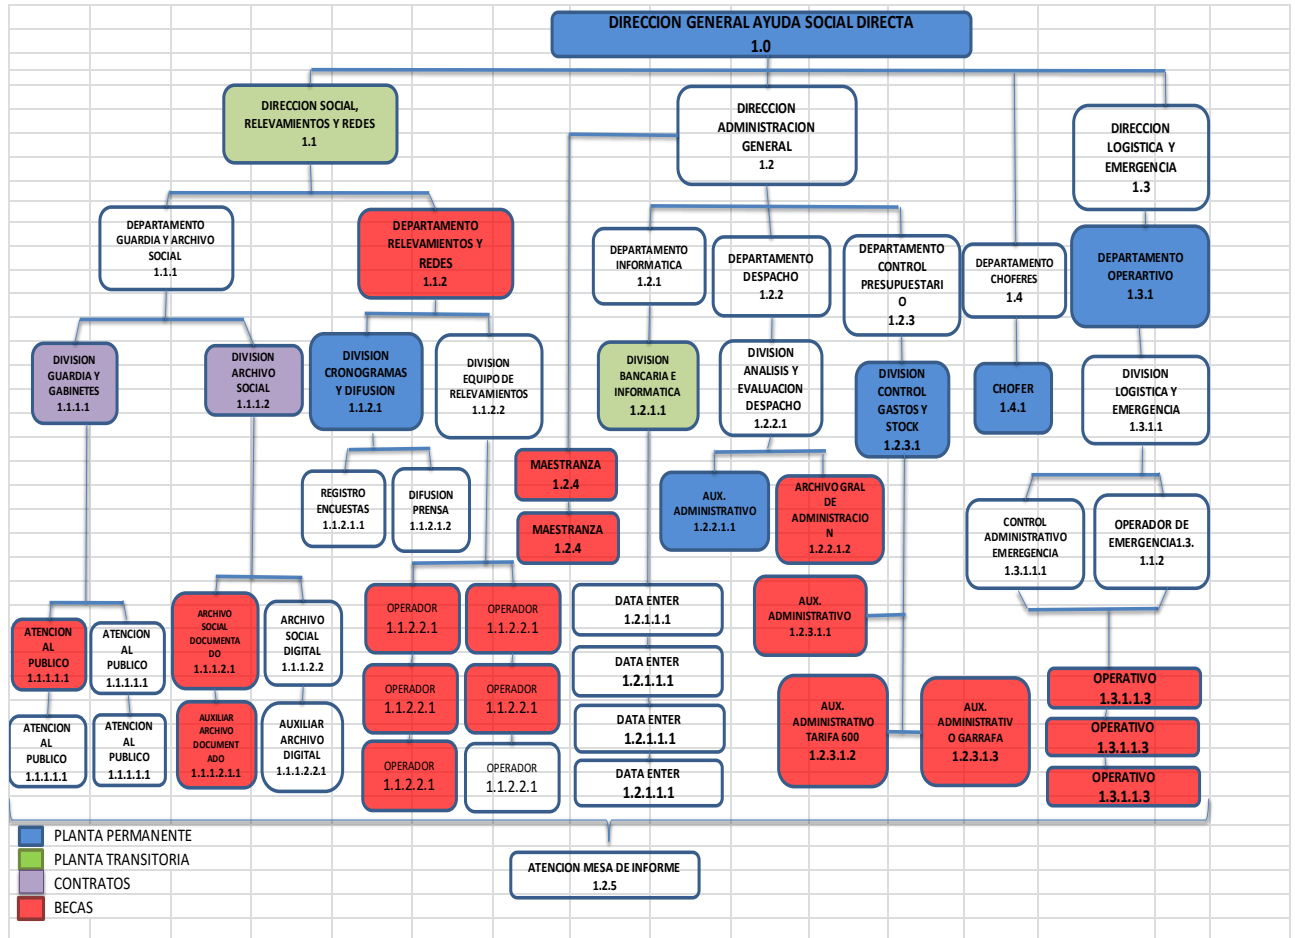 DIRECCION GENERAL AYUDA SOCIAL DIRECTA
1.0
DIRECCION SOCIAL,
RELEVAMIENTOS Y REDES
1.1
DIRECCION
ADMINISTRACION
GENERAL
1.2
DIRECCION
LOGISTICA Y
EMERGENCIA
1.3
DEPARTAMENTO
GUARDIA Y ARCHIVO
SOCIAL
1.1.1
DEPARTAMENTO
RELEVAMIENTOS Y
REDES
1.1.2
DEPARTAMENTO
INFORMATICA
1.2.1
DEPARTAMENTO
DESPACHO
1.2.2
DEPARTAMENTO
CONTROL
PRESUPUESTARI
O
1.2.3
DEPARTAMENTO
CHOFERES
1.4
DEPARTAMENTO
OPERARTIVO
1.3.1
DIVISION
GUARDIA Y
GABINETES
1.1.1.1
DIVISION
ARCHIVO
SOCIAL
1.1.1.2
DIVISION
CRONOGRAMAS
Y DIFUSION
1.1.2.1
DIVISION
EQUIPO DE
RELEVAMIENTOS
1.1.2.2
DIVISION
BANCARIA E
INFORMATICA
1.2.1.1
DIVISION
ANALISIS Y
EVALUACION
DESPACHO
1.2.2.1
DIVISION
CONTROL
GASTOS Y
STOCK
1.2.3.1
CHOFER
1.4.1
DIVISION
LOGISTICA Y
EMERGENCIA
1.3.1.1
REGISTRO
ENCUESTAS
1.1.2.1.1
DIFUSION
PRENSA
1.1.2.1.2
MAESTRANZA
1.2.4
MAESTRANZA
1.2.4
AUX.
ADMINISTRATIVO
1.2.2.1.1
ARCHIVO GRAL
DE
ADMINISTRACIO
N
1.2.2.1.2
CONTROL
ADMINISTRATIVO
EMEREGENCIA
1.3.1.1.1
OPERADOR DE
EMERGENCIA1.3.
1.1.2
ATENCION
AL
PUBLICO
1.1.1.1.1
ATENCION
AL
PUBLICO
1.1.1.1.1
ARCHIVO
SOCIAL
DOCUMENTA
DO
1.1.1.2.1
ARCHIVO
SOCIAL
DIGITAL
1.1.1.2.2
OPERADOR
1.1.2.2.1
OPERADOR
1.1.2.2.1
DATA ENTER
1.2.1.1.1
AUX.
ADMINISTRATIVO
1.2.3.1.1
OPERADOR
1.1.2.2.1
OPERADOR
1.1.2.2.1
DATA ENTER
1.2.1.1.1
ATENCION
AL
PUBLICO
1.1.1.1.1
ATENCION
AL
PUBLICO
1.1.1.1.1
AUXILIAR
ARCHIVO
DOCUMENT
ADO
1.1.1.2.1.1
AUXILIAR
ARCHIVO
DIGITAL
1.1.1.2.2.1
OPERADOR
1.1.2.2.1
OPERADOR
1.1.2.2.1
DATA ENTER
1.2.1.1.1
DATA ENTER
1.2.1.1.1
AUX.
ADMINISTRATIVO
TARIFA 600
1.2.3.1.2
AUX.
ADMINISTRATIV
O GARRAFA
1.2.3.1.3
OPERATIVO
1.3.1.1.3
OPERATIVO
1.3.1.1.3
OPERATIVO
1.3.1.1.3
PLANTA PERMANENTE
PLANTA TRANSITORIA
CONTRATOS
BECAS
ATENCION MESA DE INFORME
1.2.5